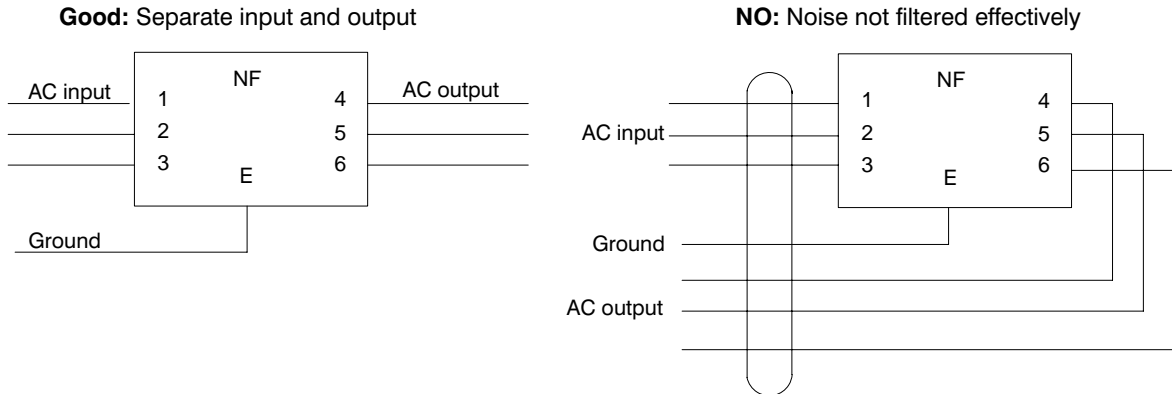 Good: Separate input and output
AC input
NF
AC output
1
4
2
5
3
6
E
Ground
NO: Noise not filtered effectively
NF
1
4
AC input
2
5
3
6
E
Ground
AC output